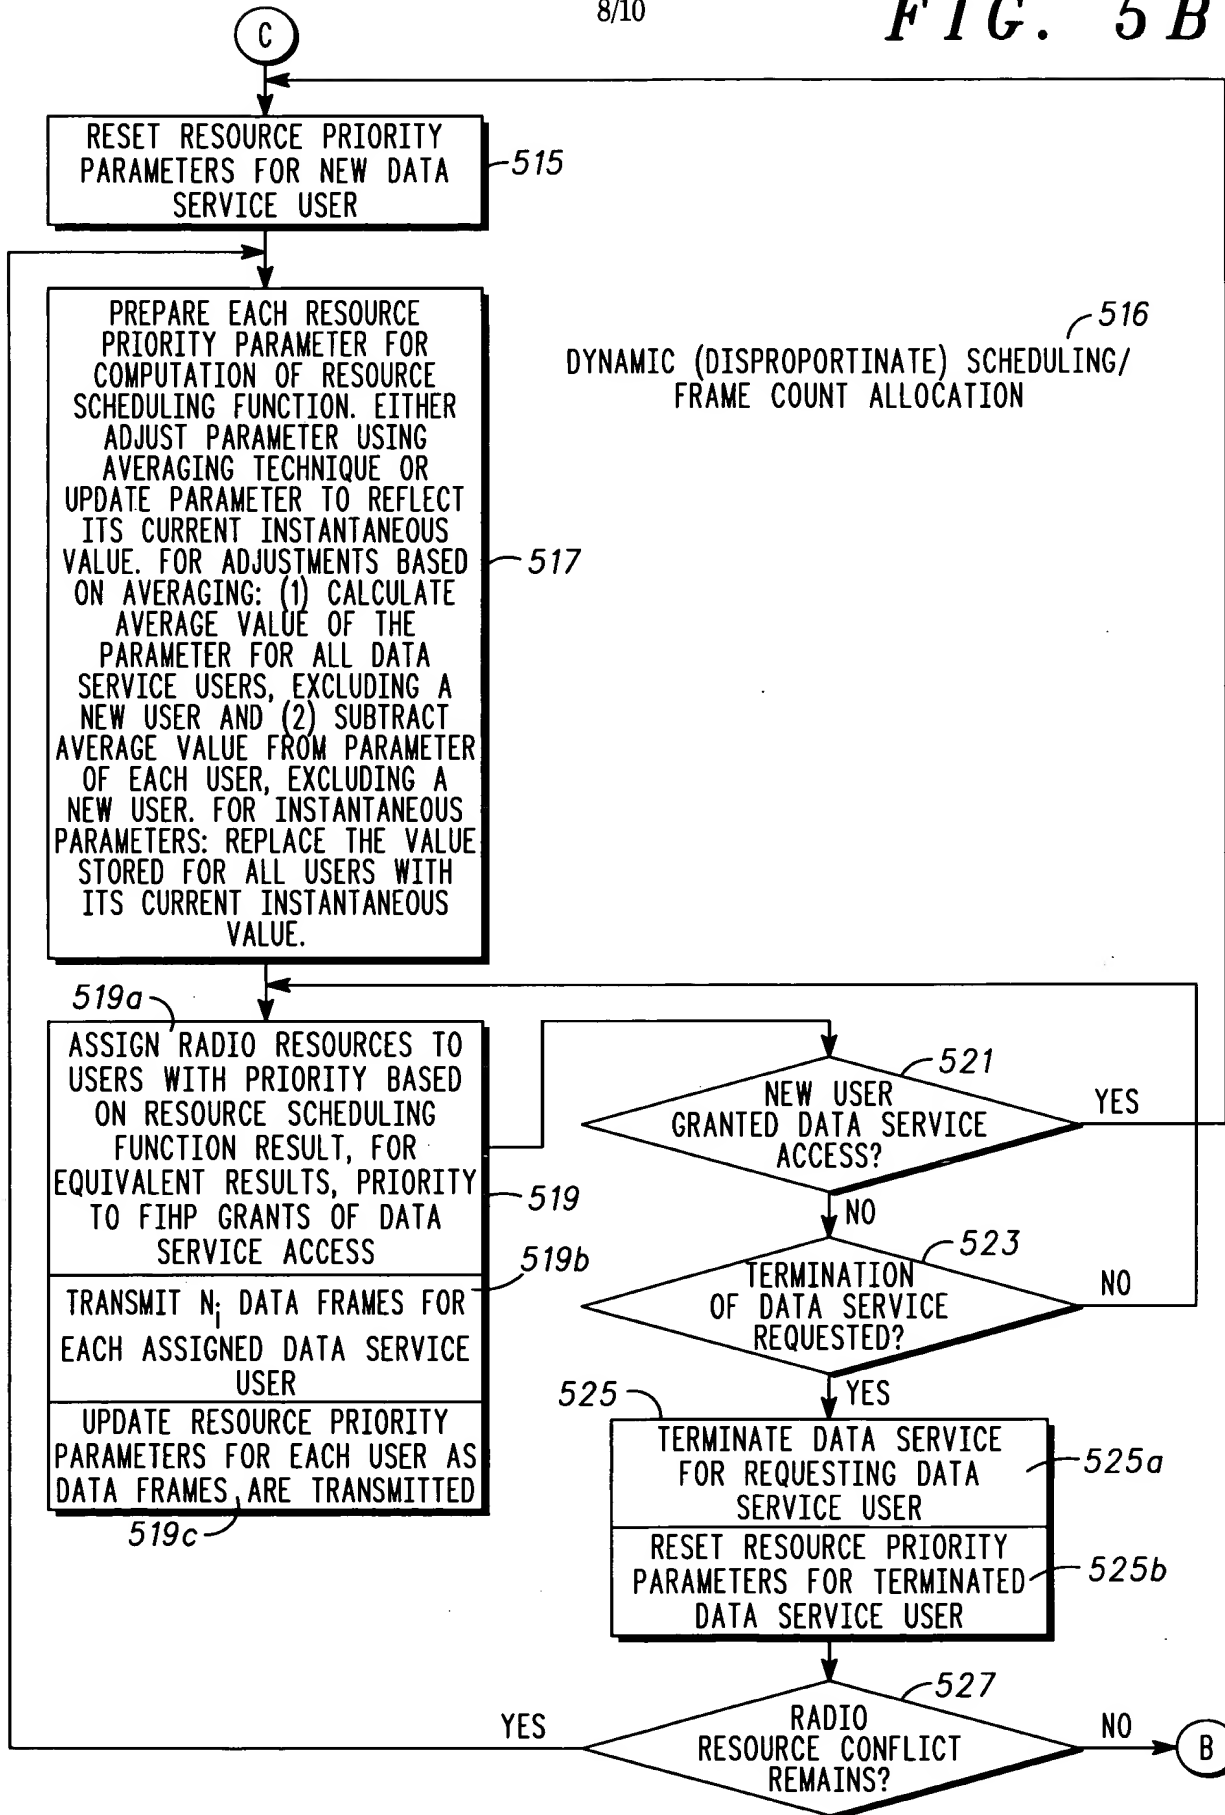 8/10
FIG. 5B
C
RESET RESOURCE PRIORITY
PARAMETERS FOR NEW DATA
SERVICE USER
515
PREPARE EACH RESOURCE
PRIORITY PARAMETER FOR
COMPUTATION OF RESOURCE
SCHEDULING FUNCTION. EITHER
ADJUST PARAMETER USING
AVERAGING TECHNIQUE OR
UPDATE PARAMETER TO REFLECT
ITS CURRENT INSTANTANEOUS
VALUE. FOR ADJUSTMENTS BASED
ON AVERAGING: (1) CALCULATE
AVERAGE VALUE OF THE
PARAMETER FOR ALL DATA
SERVICE USERS, EXCLUDING A
NEW USER AND (2) SUBTRACT
AVERAGE VALUE FROM PARAMETER
OF EACH USER, EXCLUDING A
NEW USER. FOR INSTANTANEOUS
PARAMETERS: REPLACE THE VALUE
STORED FOR ALL USERS WITH
ITS CURRENT INSTANTANEOUS
VALUE.
517
516
DYNAMIC (DISPROPORTINATE) SCHEDULING/
FRAME COUNT ALLOCATION
519a
ASSIGN RADIO RESOURCES TO
USERS WITH PRIORITY BASED
ON RESOURCE SCHEDULING
FUNCTION RESULT, FOR
EQUIVALENT RESULTS, PRIORITY
TO FIHP GRANTS OF DATA
SERVICE ACCESS
519
519b
TRANSMIT Ni DATA FRAMES FOR
EACH ASSIGNED DATA SERVICE
USER
UPDATE RESOURCE PRIORITY
PARAMETERS FOR EACH USER AS
DATA FRAMES ARE TRANSMITTED
519c
521
NEW USER
GRANTED DATA SERVICE
ACCESS?
YES
NO
523
TERMINATION
OF DATA SERVICE
REQUESTED?
NO
YES
525
TERMINATE DATA SERVICE
FOR REQUESTING DATA
SERVICE USER
525a
RESET RESOURCE PRIORITY
PARAMETERS FOR TERMINATED
DATA SERVICE USER
525b
527
RADIO
RESOURCE CONFLICT
REMAINS?
YES
NO
B